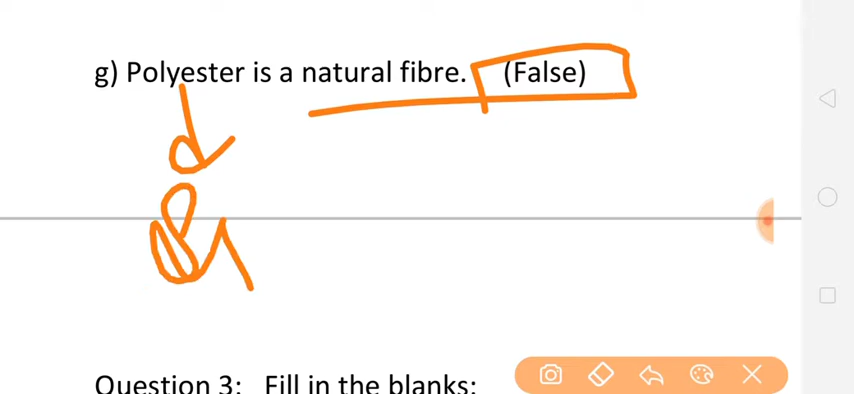 g) Polyester is a natural fibre. (False)
Question 3: Fill in the blanks: